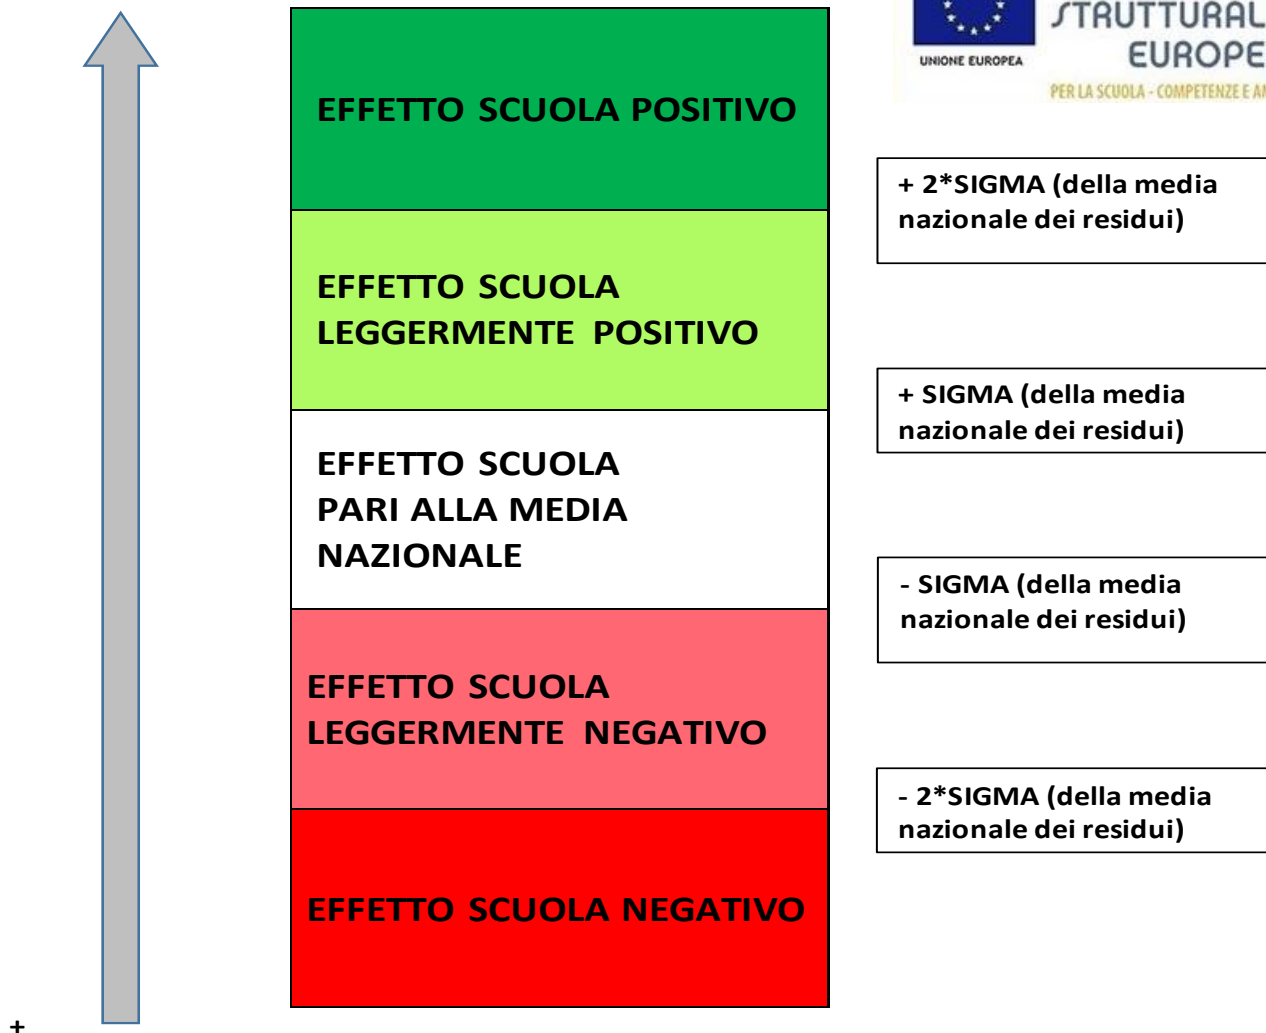 STRUTTURAL
EUROPE
UNIONE EUROPEA
PER LA SCUOLA - COMPETENZE E AM
EFFETTO SCUOLA POSITIVO
+ 2*SIGMA (della media
nazionale dei residui)
EFFETTO SCUOLA
LEGGERMENTE POSITIVO
+ SIGMA (della media
nazionale dei residui)
EFFETTO SCUOLA
PARI ALLA MEDIA
NAZIONALE
- SIGMA (della media
nazionale dei residui)
EFFETTO SCUOLA
LEGGERMENTE NEGATIVO
- 2*SIGMA (della media
nazionale dei residui)
EFFETTO SCUOLA NEGATIVO
+